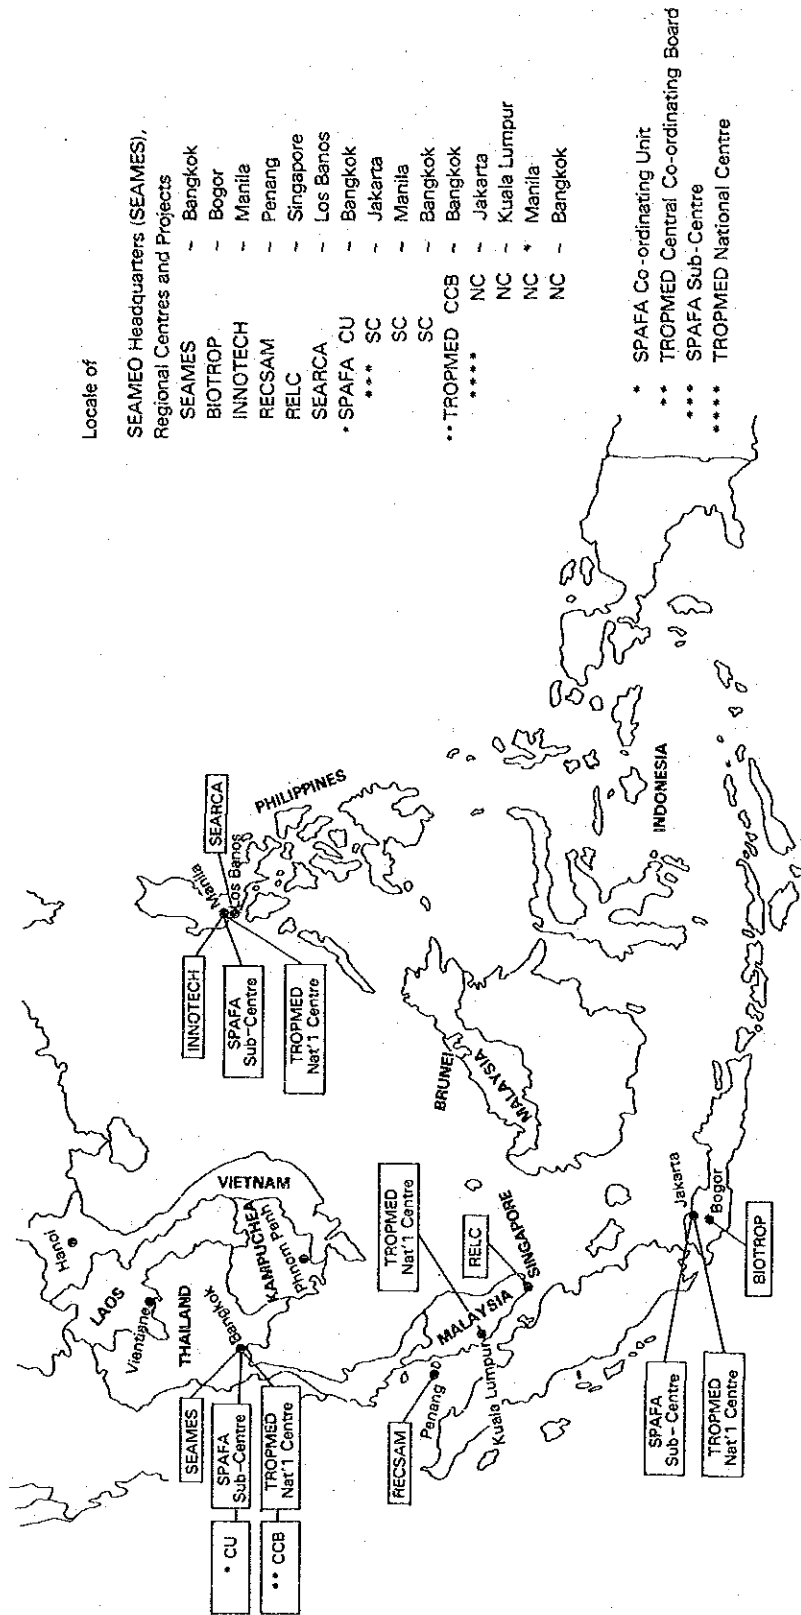 Locale of
SEAMEO Headquarters (SEAMES),
Regional Centres and Projects
SEAMES - Bangkok
BIOTROP - Bogor
INNOTECH - Manila
RECSAM - Penang
RELC - Singapore
SEARCA - Los Banos
* SPAFA CU - Bangkok
*** SC - Jakarta
SC - Manila
SC - Bangkok
** TROPMED CCB - Bangkok
**** NC - Jakarta
NC - Kuala Lumpur
NC * Manila
NC - Bangkok
* SPAFA Co-ordinating Unit
** TROPMED Central Co-ordinating Board
*** SPAFA Sub-Centre
**** TROPMED National Centre
Hanoi
LAOS
Vientiane
THAILAND
VIETNAM
Bangkok
KAMPUCHEA
Phnom Penh
SEAMES
* CU
SPAFA
Sub-Centre
** CCB
TROPMED
Nat'l Centre
INNOTECH
SPAFA
Sub-Centre
TROPMED
Nat'l Centre
Manila
Los Banos
SEARCA
PHILIPPINES
TROPMED
Nat'l Centre
RELC
RECSAM
Penang
MALAYSIA
Kuala Lumpur
SINGAPORE
BRUNEI
MALAYSIA
INDONESIA
SPAFA
Sub-Centre
TROPMED
Nat'l Centre
Jakarta
Bogor
BIOTROP